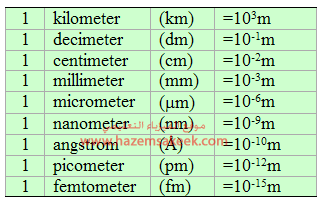 1 kilometer (km) =10³m
1 decimeter (dm) =10⁻¹m
1 centimeter (cm) =10⁻²m
1 millimeter (mm) =10⁻³m
1 micrometer (μm) =10⁻⁶m
1 nanometer (nm) =10⁻⁹m
1 angstrom (A) =10⁻¹⁰m
1 picometer (pm) =10⁻¹²m
1 femtometer (fm) =10⁻¹⁵m
www.hazemsakeek.com